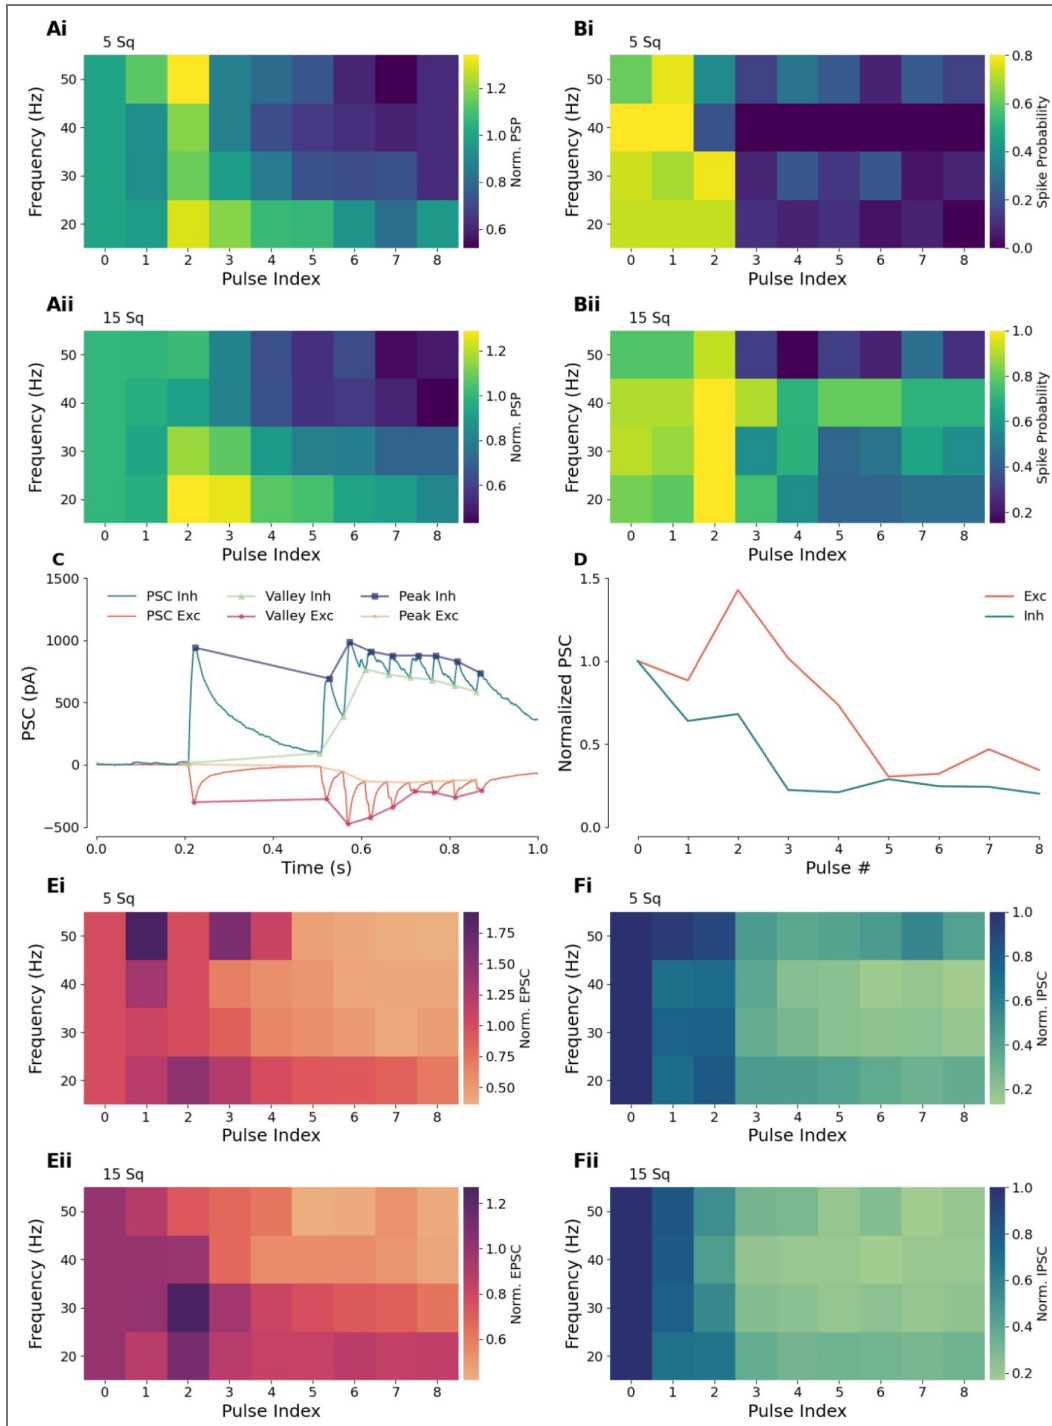 Ai
5 Sq
Frequency (Hz)
50
40
30
20
0 1 2 3 4 5 6 7 8
Pulse Index
1.2
1.0
0.8
0.6
Norm. PSP
Bi
5 Sq
Frequency (Hz)
50
40
30
20
0 1 2 3 4 5 6 7 8
Pulse Index
0.8
0.6
0.4
0.2
0.0
Spike Probability
Aii
15 Sq
Frequency (Hz)
50
40
30
20
0 1 2 3 4 5 6 7 8
Pulse Index
1.2
1.0
0.8
0.6
Norm. PSP
Bii
15 Sq
Frequency (Hz)
50
40
30
20
0 1 2 3 4 5 6 7 8
Pulse Index
1.0
0.8
0.6
0.4
0.2
Spike Probability
C
PSC Inh
PSC Exc
Valley Inh
Valley Exc
Peak Inh
Peak Exc
PSC (pA)
1500
1000
500
0
−500
0.0 0.2 0.4 0.6 0.8 1.0
Time (s)
D
Exc
Inh
Normalized PSC
1.5
1.0
0.5
0.0
0 1 2 3 4 5 6 7 8
Pulse #
Ei
5 Sq
Frequency (Hz)
50
40
30
20
0 1 2 3 4 5 6 7 8
Pulse Index
1.75
1.50
1.25
1.00
0.75
0.50
Norm. EPSC
Fi
5 Sq
Frequency (Hz)
50
40
30
20
0 1 2 3 4 5 6 7 8
Pulse Index
1.0
0.8
0.6
0.4
0.2
Norm. IPSC
Eii
15 Sq
Frequency (Hz)
50
40
30
20
0 1 2 3 4 5 6 7 8
Pulse Index
1.2
1.0
0.8
0.6
Norm. EPSC
Fii
15 Sq
Frequency (Hz)
50
40
30
20
0 1 2 3 4 5 6 7 8
Pulse Index
1.0
0.8
0.6
0.4
0.2
Norm. IPSC